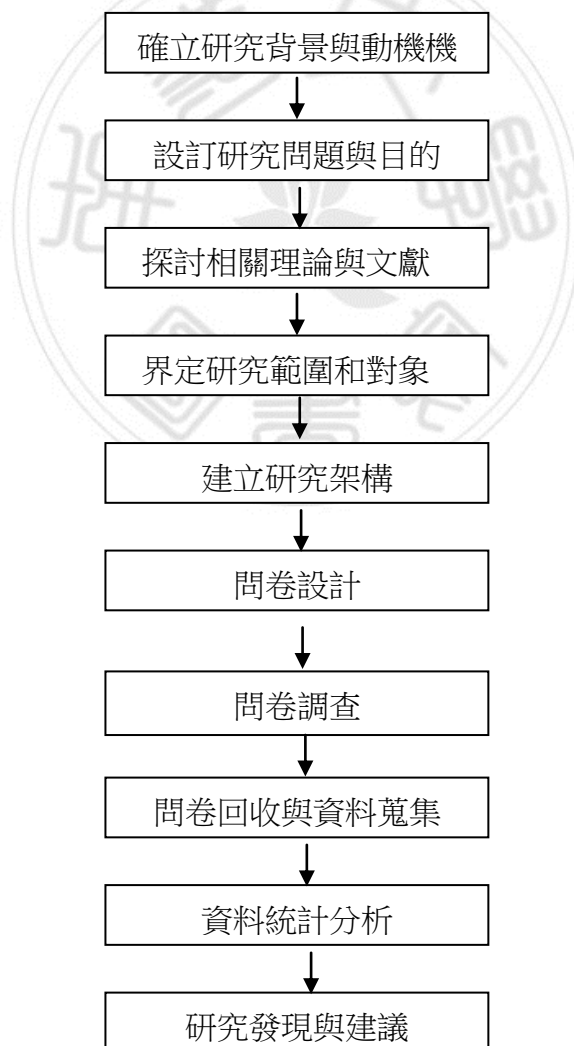 確立研究背景與動機機
設訂研究問題與目的
探討相關理論與文獻
界定研究範圍和對象
建立研究架構
問卷設計
問卷調查
問卷回收與資料蒐集
資料統計分析
研究發現與建議